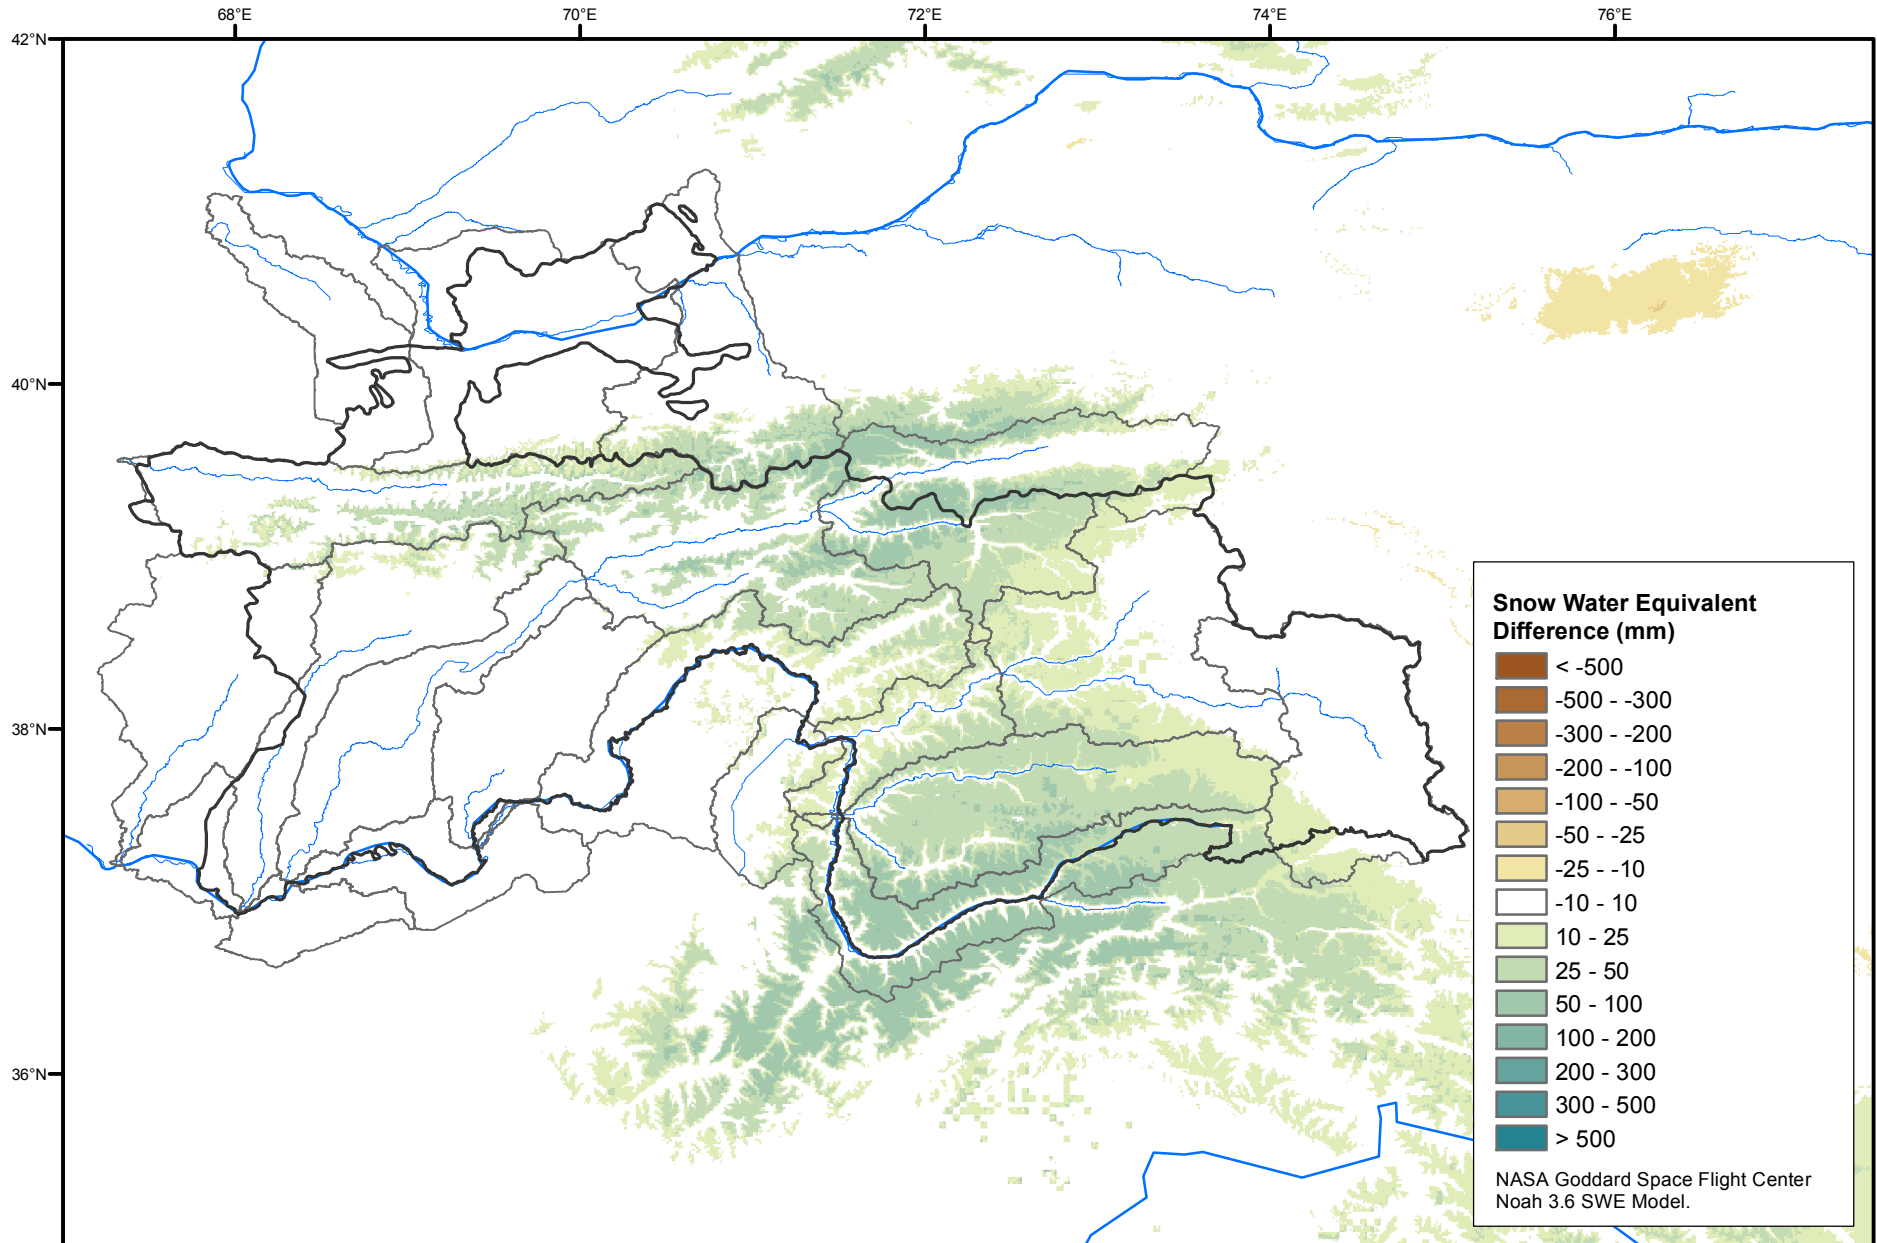 68°E
70°E
72°E
74°E
76°E
42°N
40°N
38°N
36°N
Snow Water Equivalent
Difference (mm)
< -500
-500 - -300
-300 - -200
-200 - -100
-100 - -50
-50 - -25
-25 - -10
-10 - 10
10 - 25
25 - 50
50 - 100
100 - 200
200 - 300
300 - 500
> 500
NASA Goddard Space Flight Center
Noah 3.6 SWE Model.